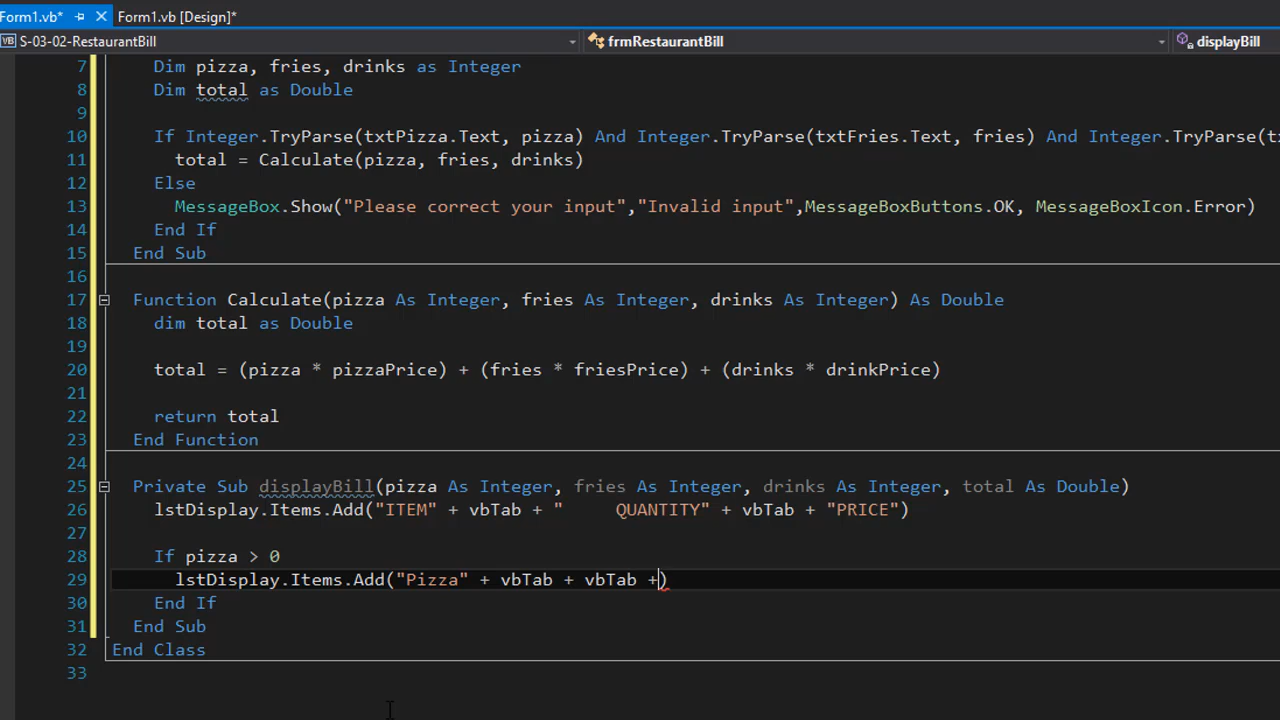 Form1.vb* Form1.vb [Design]*
VB S-03-02-RestaurantBill frmRestaurantBill displayBill
7 Dim pizza, fries, drinks as Integer
8 Dim total as Double
9
10 If Integer.TryParse(txtPizza.Text, pizza) And Integer.TryParse(txtFries.Text, fries) And Integer.TryParse(t
11 total = Calculate(pizza, fries, drinks)
12 Else
13 MessageBox.Show("Please correct your input","Invalid input",MessageBoxButtons.OK, MessageBoxIcon.Error)
14 End If
15 End Sub
16
17 Function Calculate(pizza As Integer, fries As Integer, drinks As Integer) As Double
18 dim total as Double
19
20 total = (pizza * pizzaPrice) + (fries * friesPrice) + (drinks * drinkPrice)
21
22 return total
23 End Function
24
25 Private Sub displayBill(pizza As Integer, fries As Integer, drinks As Integer, total As Double)
26 lstDisplay.Items.Add("ITEM" + vbTab + "     QUANTITY" + vbTab + "PRICE")
27
28 If pizza > 0
29 lstDisplay.Items.Add("Pizza" + vbTab + vbTab +)
30 End If
31 End Sub
32 End Class
33